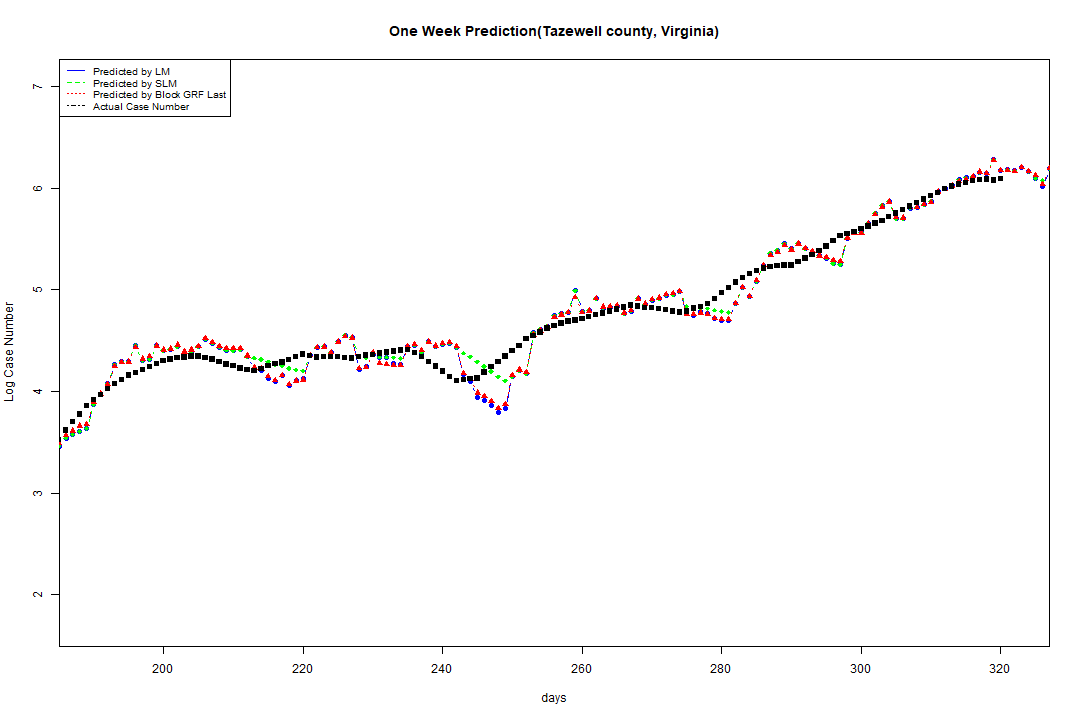 One Week Prediction(Tazewell county, Virginia)
Predicted by LM
Predicted by SLM
Predicted by Block GRF Last
Actual Case Number
7
6
5
4
3
2
Log Case Number
200 220 240 260 280 300 320
days